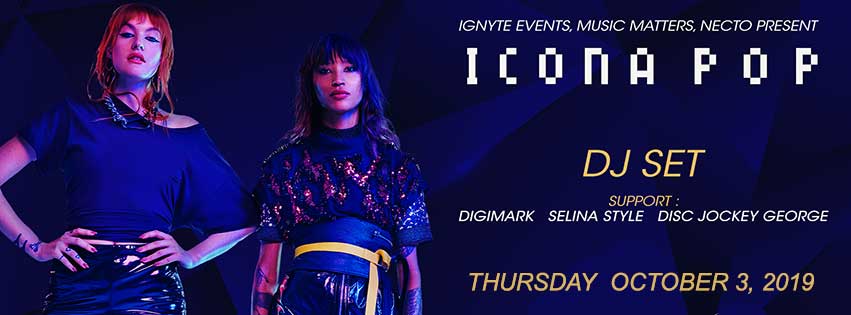 IGNYTE EVENTS, MUSIC MATTERS, NECTO PRESENT
ICONA POP
DJ SET
SUPPORT :
DIGIMARK SELINA STYLE DISC JOCKEY GEORGE
THURSDAY OCTOBER 3, 2019